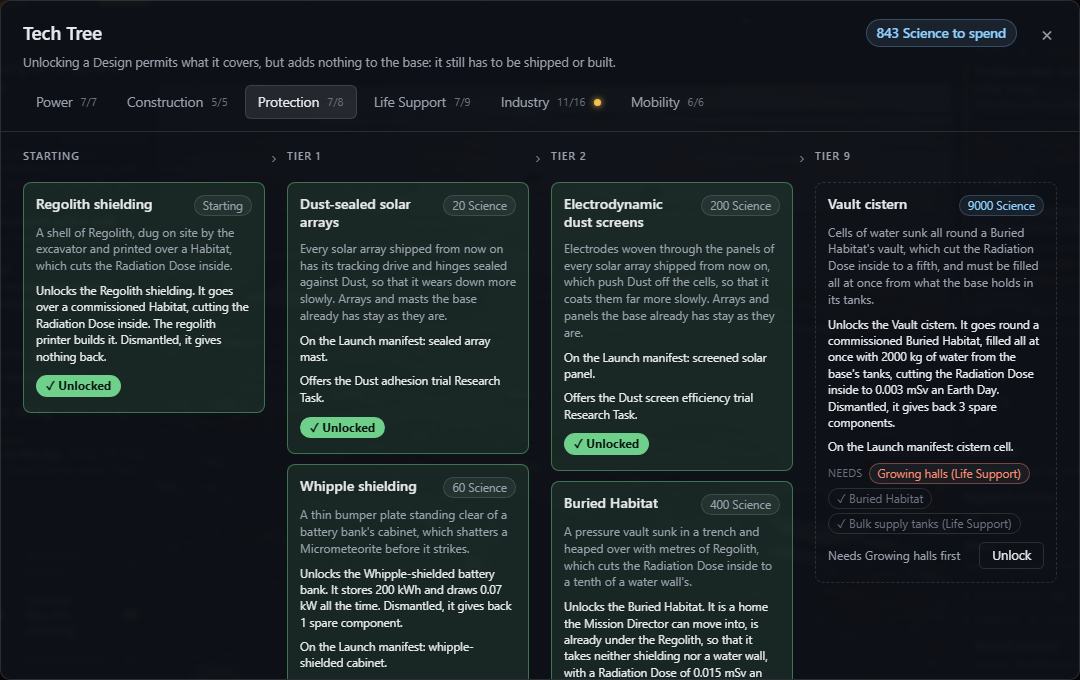 Tech Tree
843 Science to spend
Unlocking a Design permits what it covers, but adds nothing to the base: it still has to be shipped or built.
Power 7/7
Construction 5/5
Protection 7/8
Life Support 7/9
Industry 11/16
Mobility 6/6
STARTING
Regolith shielding
Starting
A shell of Regolith, dug on site by the
excavator and printed over a Habitat,
which cuts the Radiation Dose inside.
Unlocks the Regolith shielding. It goes
over a commissioned Habitat, cutting the
Radiation Dose inside. The regolith
printer builds it. Dismantled, it gives
nothing back.
✓ Unlocked
› TIER 1
Dust-sealed solar
arrays
20 Science
Every solar array shipped from now on
has its tracking drive and hinges sealed
against Dust, so that it wears down more
slowly. Arrays and masts the base
already has stay as they are.
On the Launch manifest: sealed array
mast.
Offers the Dust adhesion trial Research
Task.
✓ Unlocked
Whipple shielding
60 Science
A thin bumper plate standing clear of a
battery bank's cabinet, which shatters a
Micrometeorite before it strikes.
Unlocks the Whipple-shielded battery
bank. It stores 200 kWh and draws 0.07
kW all the time. Dismantled, it gives back
1 spare component.
On the Launch manifest: whipple-
shielded cabinet.
› TIER 2
Electrodynamic
dust screens
200 Science
Electrodes woven through the panels of
every solar array shipped from now on,
which push Dust off the cells, so that it
coats them far more slowly. Arrays and
panels the base already has stay as they
are.
On the Launch manifest: screened solar
panel.
Offers the Dust screen efficiency trial
Research Task.
✓ Unlocked
Buried Habitat
400 Science
A pressure vault sunk in a trench and
heaped over with metres of Regolith,
which cuts the Radiation Dose inside to
a tenth of a water wall's.
Unlocks the Buried Habitat. It is a home
the Mission Director can move into, is
already under the Regolith, so that it
takes neither shielding nor a water wall,
with a Radiation Dose of 0.015 mSv an
› TIER 9
Vault cistern
9000 Science
Cells of water sunk all round a Buried
Habitat's vault, which cut the Radiation
Dose inside to a fifth, and must be filled
all at once from what the base holds in
its tanks.
Unlocks the Vault cistern. It goes round a
commissioned Buried Habitat, filled all at
once with 2000 kg of water from the
base's tanks, cutting the Radiation Dose
inside to 0.003 mSv an Earth Day.
Dismantled, it gives back 3 spare
components.
On the Launch manifest: cistern cell.
NEEDS Growing halls (Life Support)
✓ Buried Habitat
✓ Bulk supply tanks (Life Support)
Needs Growing halls first
Unlock